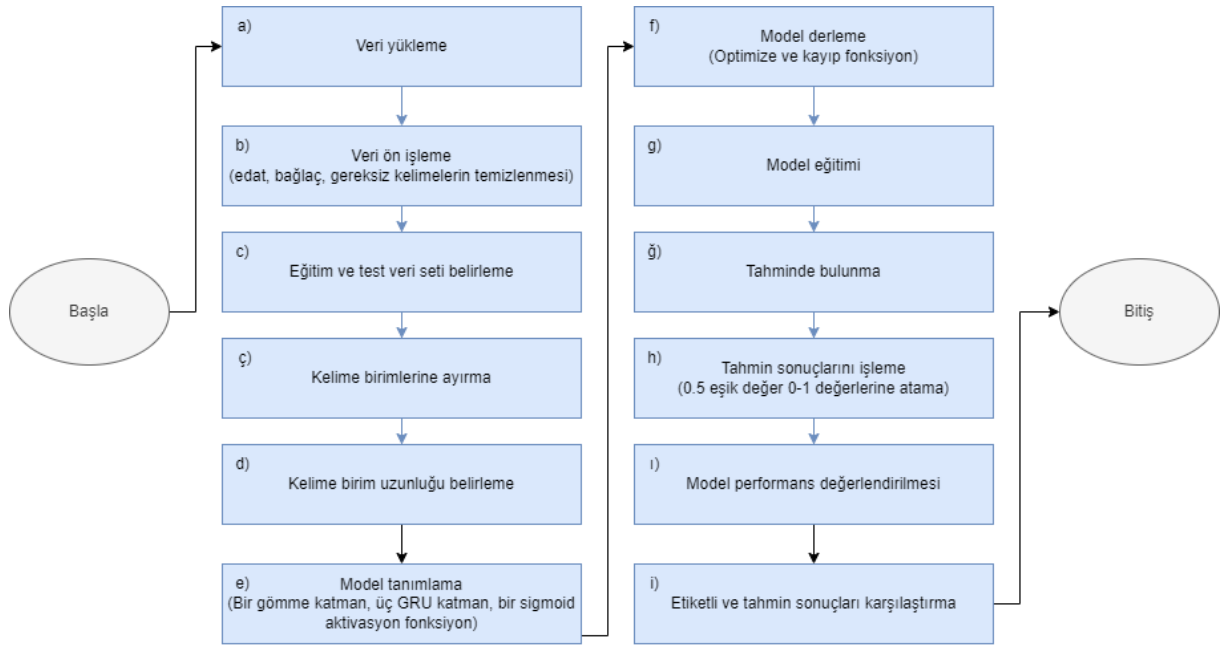 Başla
a)
Veri yükleme
b)
Veri ön işleme
(edat, bağlaç, gereksiz kelimelerin temizlenmesi)
c)
Eğitim ve test veri seti belirleme
ç)
Kelime birimlerine ayırma
d)
Kelime birim uzunluğu belirleme
e)
Model tanımlama
(Bir gömme katman, üç GRU katman, bir sigmoid
aktivasyon fonksiyon)
f)
Model derleme
(Optimize ve kayıp fonksiyon)
g)
Model eğitimi
ğ)
Tahminde bulunma
h)
Tahmin sonuçlarını işleme
(0.5 eşik değer 0-1 değerlerine atama)
ı)
Model performans değerlendirilmesi
i)
Etiketli ve tahmin sonuçları karşılaştırma
Bitiş